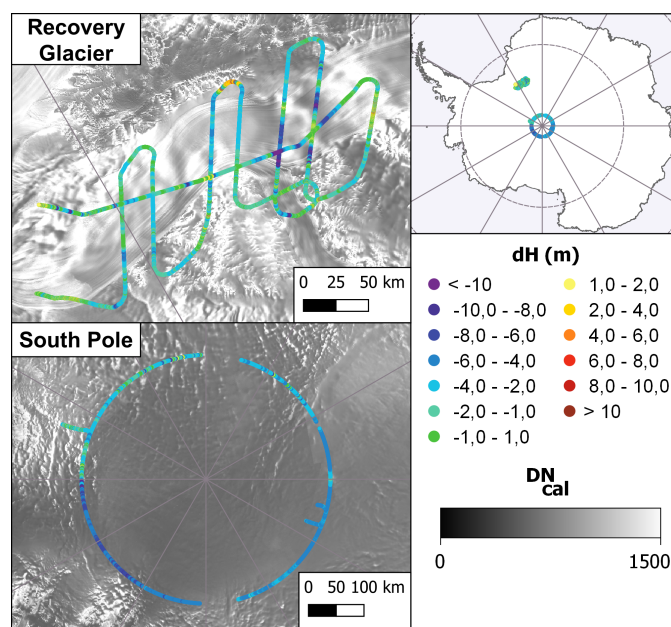 Recovery
Glacier
0 25 50 km
South Pole
0 50 100 km
dH (m)
< -10
-10,0 - -8,0
-8,0 - -6,0
-6,0 - -4,0
-4,0 - -2,0
-2,0 - -1,0
-1,0 - 1,0
1,0 - 2,0
2,0 - 4,0
4,0 - 6,0
6,0 - 8,0
8,0 - 10,0
> 10
DN
cal
0 1500